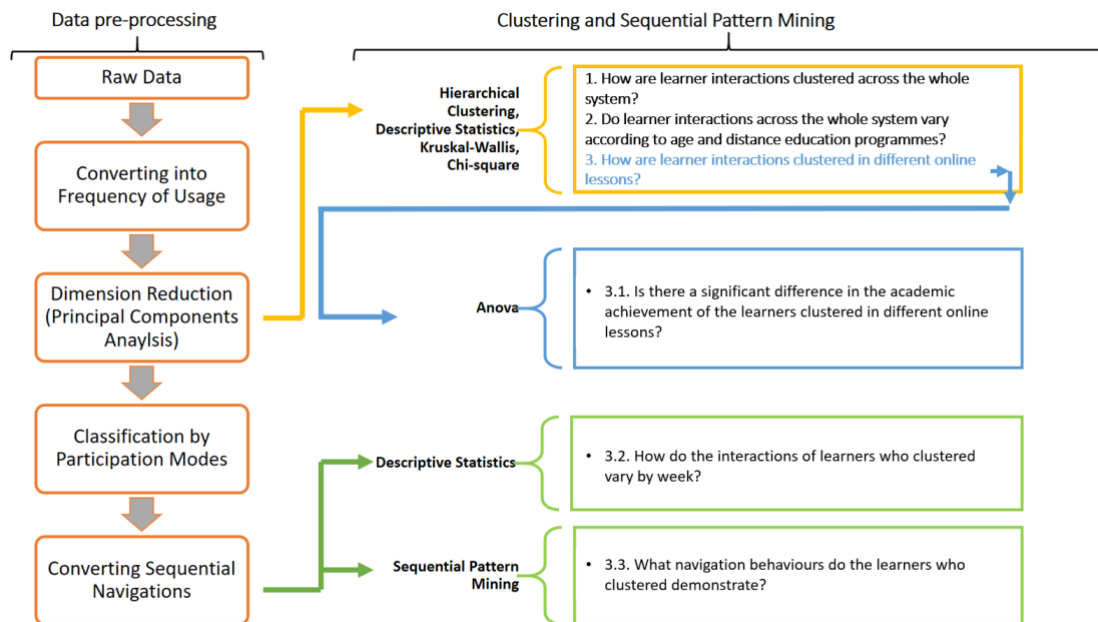 Data pre-processing
Clustering and Sequential Pattern Mining
Raw Data
Converting into
Frequency of Usage
Dimension Reduction
(Principal Components
Anaylsis)
Classification by
Participation Modes
Converting Sequential
Navigations
Hierarchical
Clustering,
Descriptive Statistics,
Kruskal-Wallis,
Chi-square
1. How are learner interactions clustered across the whole
system?
2. Do learner interactions across the whole system vary
according to age and distance education programmes?
3. How are learner interactions clustered in different online
lessons?
Anova
• 3.1. Is there a significant difference in the academic
achievement of the learners clustered in different online
lessons?
Descriptive Statistics
• 3.2. How do the interactions of learners who clustered
vary by week?
Sequential Pattern
Mining
• 3.3. What navigation behaviours do the learners who
clustered demonstrate?